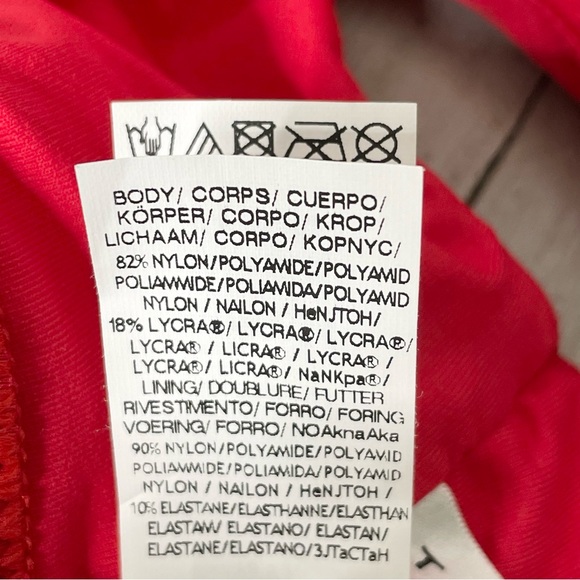 BODY/ CORPS/ CUERPO/
KÖRPER/ CORPO/ KROP/
LICHAAM/ CORPO/ KOPNYC/
82% NYLON/POLYAMIDE/POLYAMID
POLIAMMIDE/POLIAMIDA/POLYAMID
NYLON / NAILON / HeNJTOH/
18% LYCRA®/ LYCRA®/ LYCRA®/
LYCRA® / LICRA® / LYCRA® /
LYCRA® / LICRA® / NaNKpa®/
LINING/ DOUBLURE/ FUTTER
RIVESTIMENTO/ FORRO/ FORING
VOERING/ FORRO/ NOAknaAka
90% NYLON/POLYAMIDE/POLYAMID
POLIAMMIDE/POLIAMIDA/POLYAMID
NYLON / NAILON / HeNJTOH /
10% ELASTANE/ELASTHANNE/ELASTHAN
ELASTAM/ ELASTANO/ ELASTAN/
ELASTANE/ELASTANE/3JTaCTaH